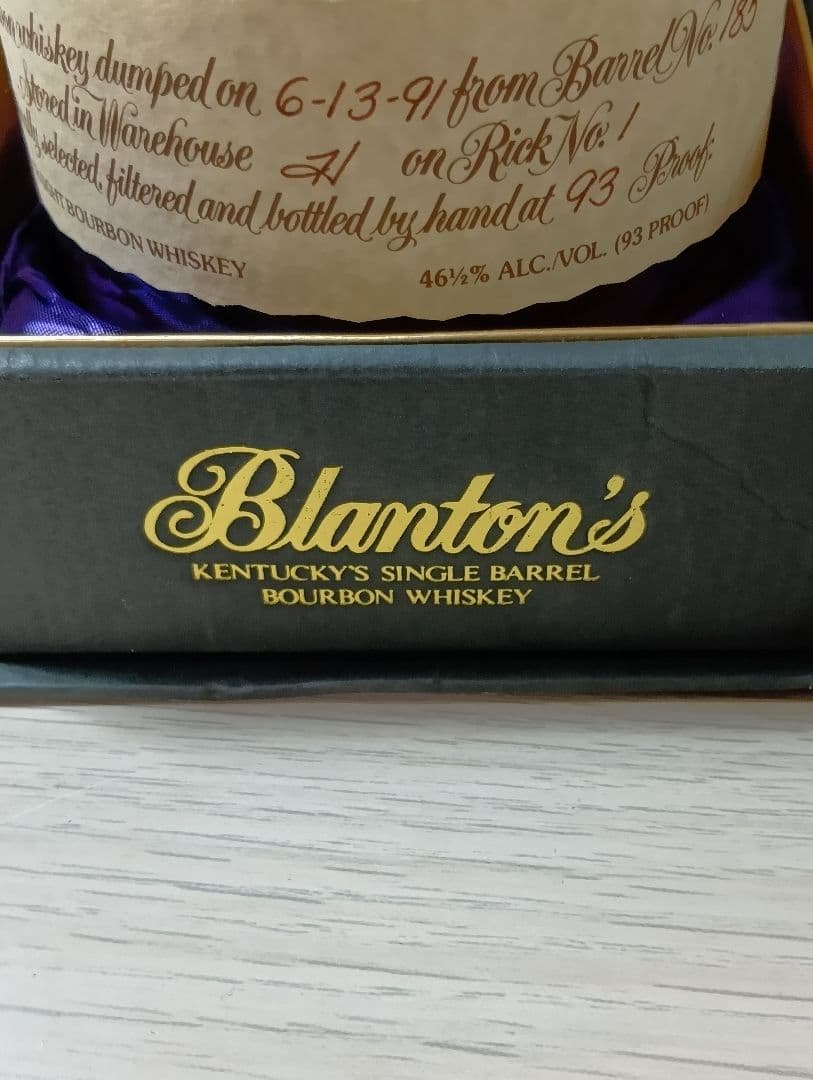 whiskey dumped on 6-13-91 from Barrel No. 185
Stored in Warehouse H on Rick No. 1
selected, filtered and bottled by hand at 93 Proof
BOURBON WHISKEY 46½% ALC./VOL. (93 PROOF)
Blanton's
KENTUCKY'S SINGLE BARREL
BOURBON WHISKEY